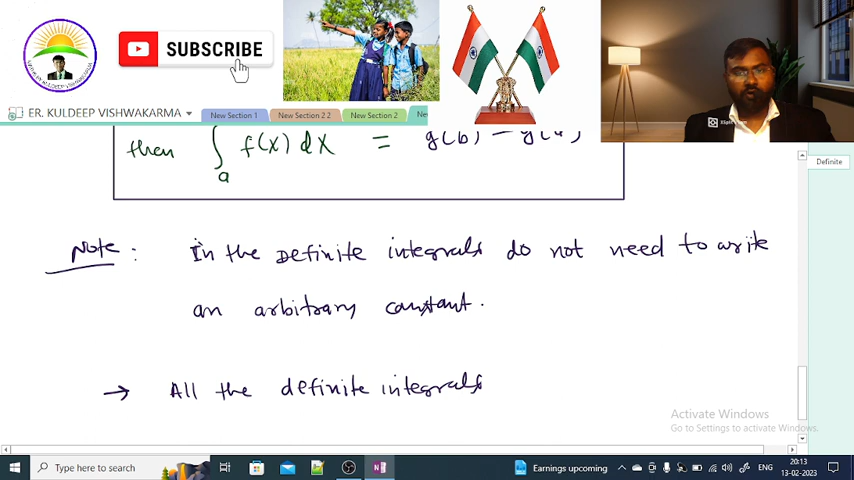 SUBSCRIBE
ER. KULDEEP VISHWAKARMA
New Section 1
New Section 2 2
New Section 2
Ne
Definite
then ∫ₐ f(x) dx = g(b) − g(a)
Note : In the Definite integrals do not need to write
an arbitrary constant.
→ All the definite integrals
Activate Windows
Go to Settings to activate Windows.
Type here to search
Earnings upcoming
ENG
20:13
13-02-2023